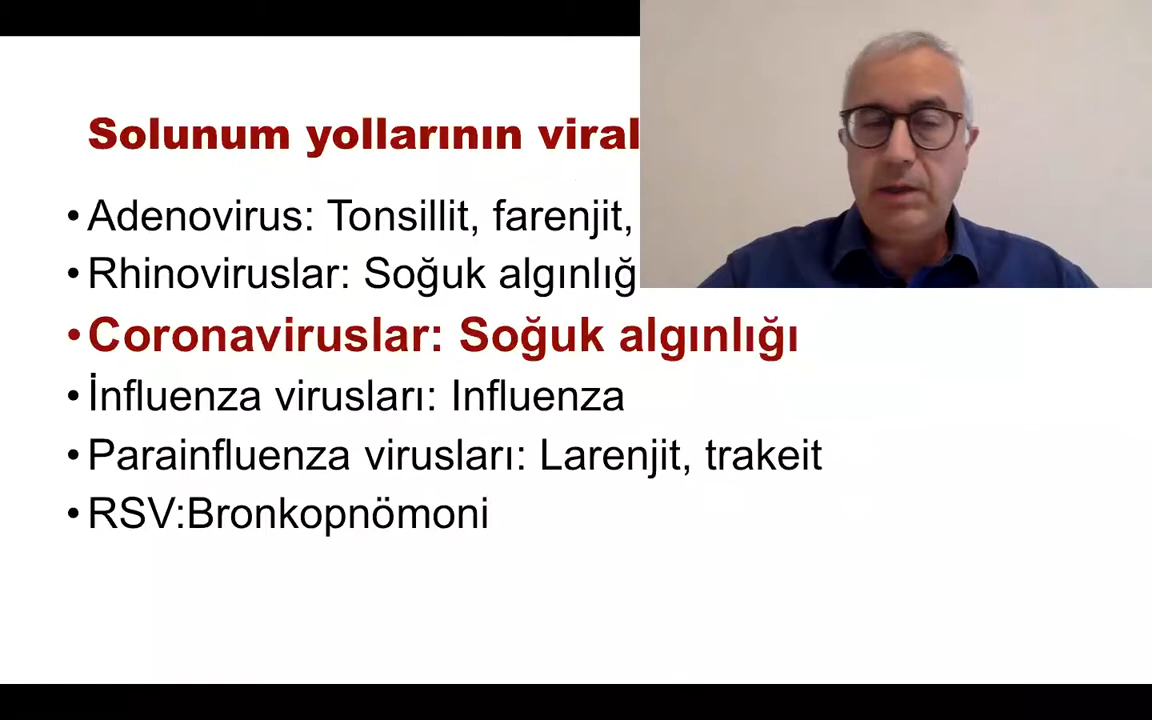 Solunum yollarının viral
• Adenovirus: Tonsillit, farenjit,
• Rhinoviruslar: Soğuk algınlığ
• Coronaviruslar: Soğuk algınlığı
• İnfluenza virusları: Influenza
• Parainfluenza virusları: Larenjit, trakeit
• RSV:Bronkopnömoni